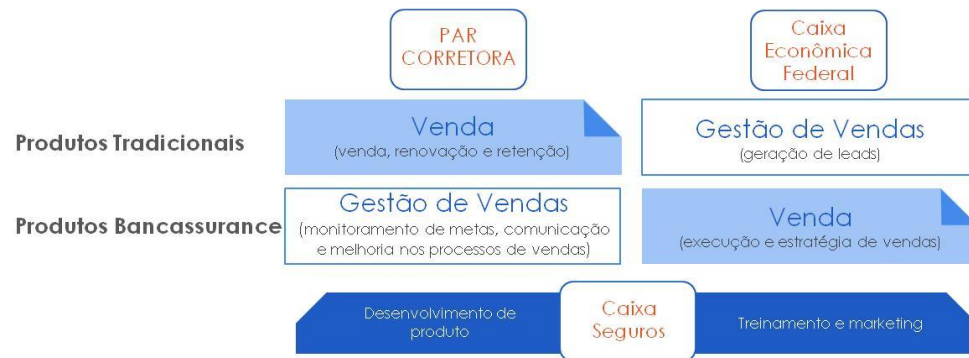 PAR
CORRETORA
Caixa
Econômica
Federal
Produtos Tradicionais
Venda
(venda, renovação e retenção)
Gestão de Vendas
(geração de leads)
Produtos Bancassurance
Gestão de Vendas
(monitoramento de metas, comunicação
e melhoria nos processos de vendas)
Venda
(execução e estratégia de vendas)
Desenvolvimento de
produto
Caixa
Seguros
Treinamento e marketing